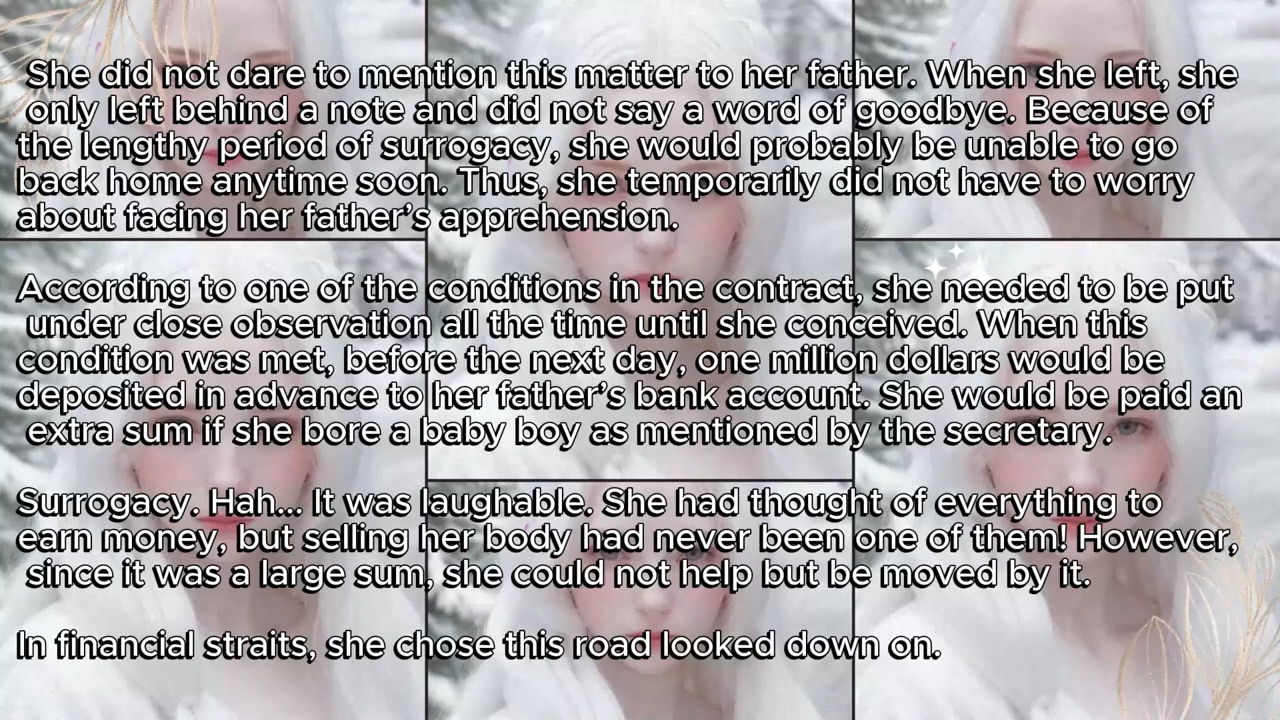 She did not dare to mention this matter to her father. When she left, she
only left behind a note and did not say a word of goodbye. Because of
the lengthy period of surrogacy, she would probably be unable to go
back home anytime soon. Thus, she temporarily did not have to worry
about facing her father’s apprehension.
According to one of the conditions in the contract, she needed to be put
under close observation all the time until she conceived. When this
condition was met, before the next day, one million dollars would be
deposited in advance to her father’s bank account. She would be paid an
extra sum if she bore a baby boy as mentioned by the secretary.
Surrogacy. Hah... It was laughable. She had thought of everything to
earn money, but selling her body had never been one of them! However,
since it was a large sum, she could not help but be moved by it.
In financial straits, she chose this road looked down on.